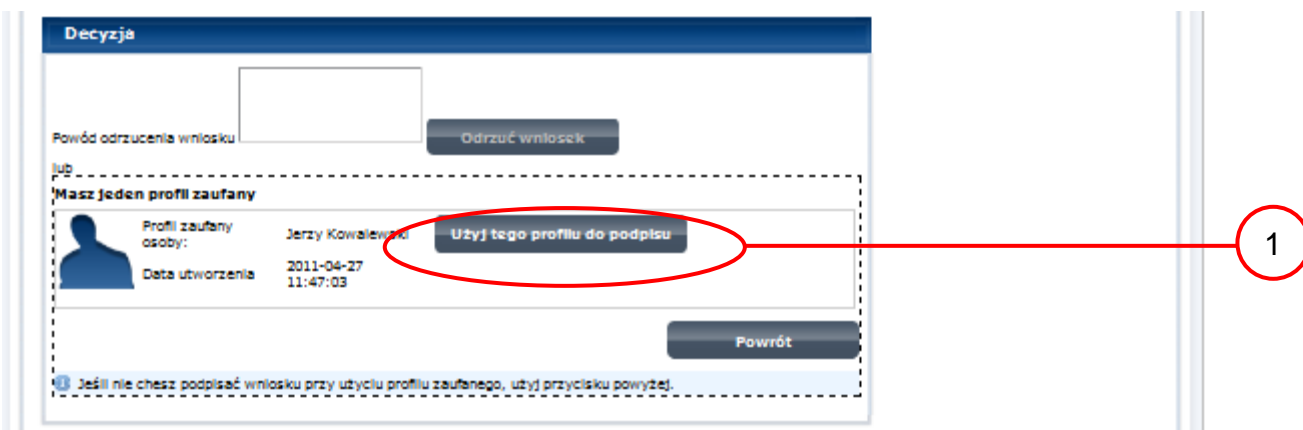 Decyzja
Powód odrzucenia wniosku
Odrzuć wniosek
lub
Masz jeden profil zaufany
Profil zaufany osoby:
Jerzy Kowalewski
Użyj tego profilu do podpisu
1
Data utworzenia
2011-04-27
11:47:03
Powrót
Jeśli nie chesz podpisać wniosku przy użyciu profilu zaufanego, użyj przycisku powyżej.